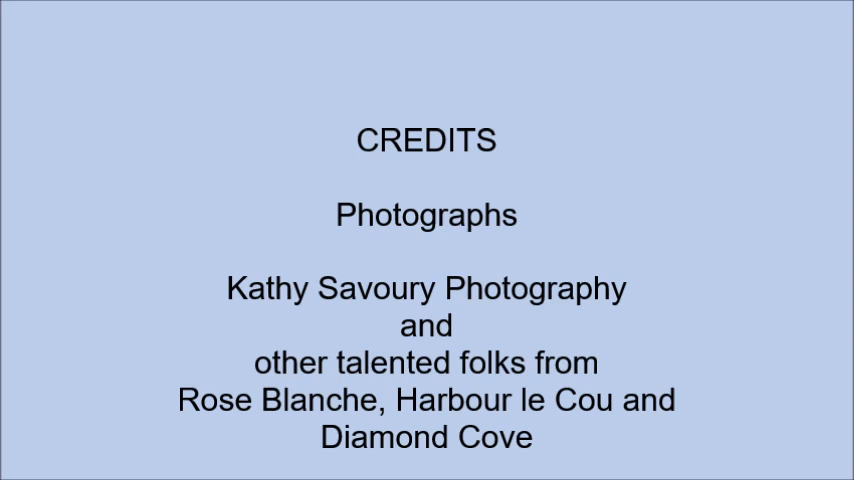 CREDITS
Photographs
Kathy Savoury Photography
and
other talented folks from
Rose Blanche, Harbour le Cou and
Diamond Cove